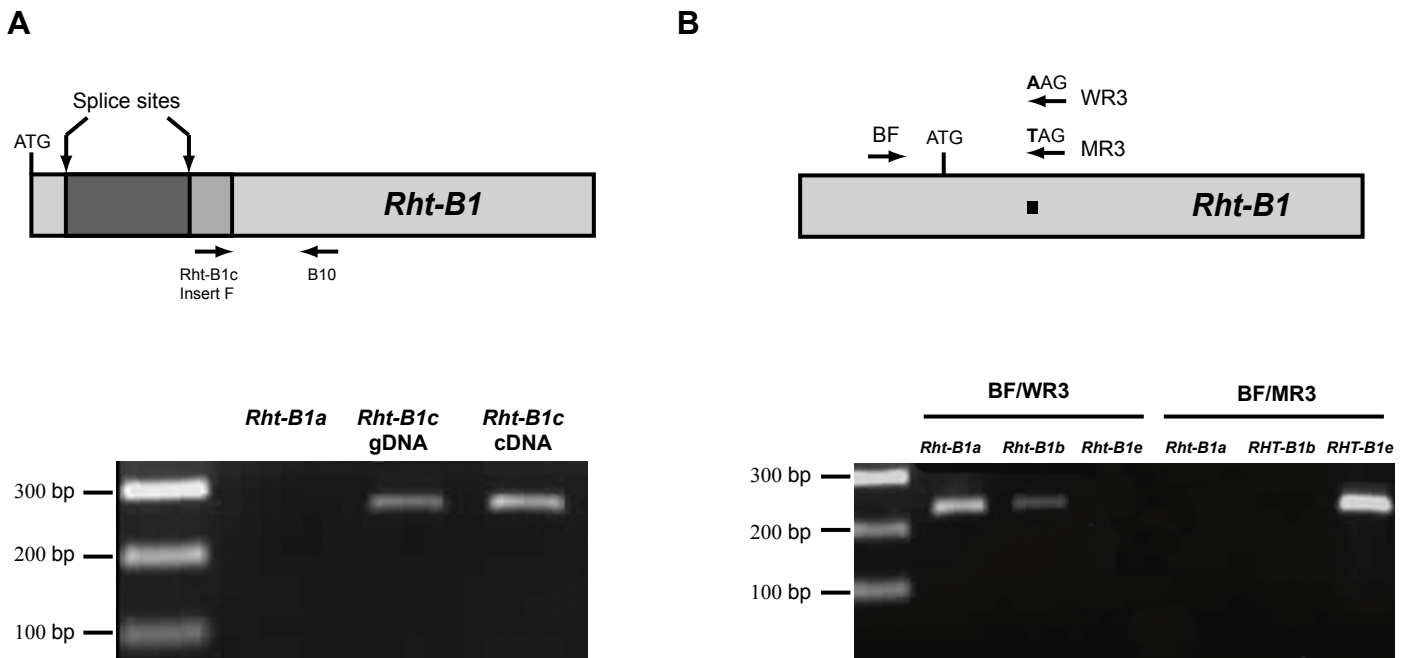 A
Splice sites
ATG
Rht-B1
Rht-B1c
Insert F
B10
Rht-B1a
Rht-B1c
gDNA
Rht-B1c
cDNA
300 bp
200 bp
100 bp
B
AAG
WR3
BF
ATG
TAG
MR3
Rht-B1
BF/WR3
BF/MR3
Rht-B1a
Rht-B1b
Rht-B1e
Rht-B1a
RHT-B1b
RHT-B1e
300 bp
200 bp
100 bp